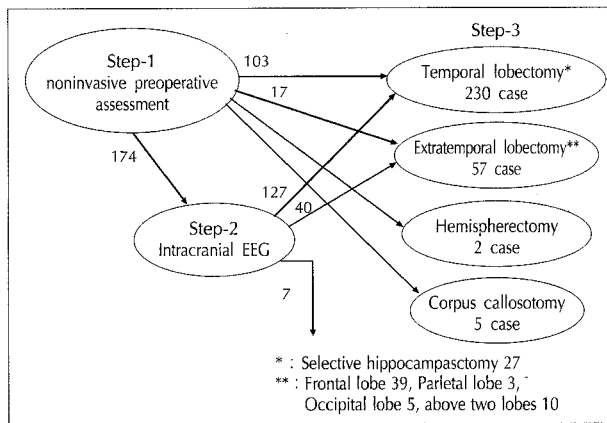 Step-1
noninvasive preoperative
assessment
Step-3
103
Temporal lobectomy*
230 case
17
Extratemporal lobectomy**
57 case
174
127
40
Step-2
Intracranial EEG
Hemispherectomy
2 case
7
Corpus callosotomy
5 case
* : Selective hippocampasctomy 27
** : Frontal lobe 39, Parletal lobe 3,
Occipital lobe 5, above two lobes 10